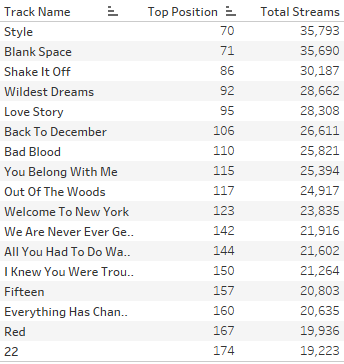 Track Name Top Position Total Streams
Style 70 35,793
Blank Space 71 35,690
Shake It Off 86 30,187
Wildest Dreams 92 28,662
Love Story 95 28,308
Back To December 106 26,611
Bad Blood 110 25,821
You Belong With Me 115 25,394
Out Of The Woods 117 24,917
Welcome To New York 123 23,835
We Are Never Ever Ge.. 142 21,916
All You Had To Do Wa.. 144 21,602
I Knew You Were Trou.. 150 21,264
Fifteen 157 20,803
Everything Has Chan.. 160 20,635
Red 167 19,936
22 174 19,223